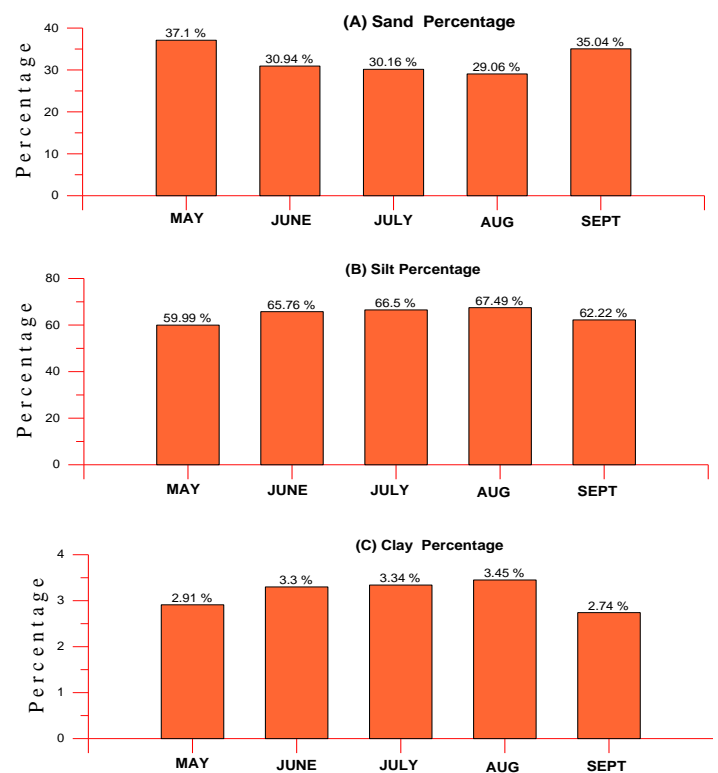 (A) Sand Percentage
Percentage
40
30
20
10
0
37.1 %
30.94 %
30.16 %
29.06 %
35.04 %
MAY
JUNE
JULY
AUG
SEPT
(B) Silt Percentage
Percentage
80
60
40
20
0
59.99 %
65.76 %
66.5 %
67.49 %
62.22 %
MAY
JUNE
JULY
AUG
SEPT
(C) Clay Percentage
Percentage
4
3
2
1
0
2.91 %
3.3 %
3.34 %
3.45 %
2.74 %
MAY
JUNE
JULY
AUG
SEPT